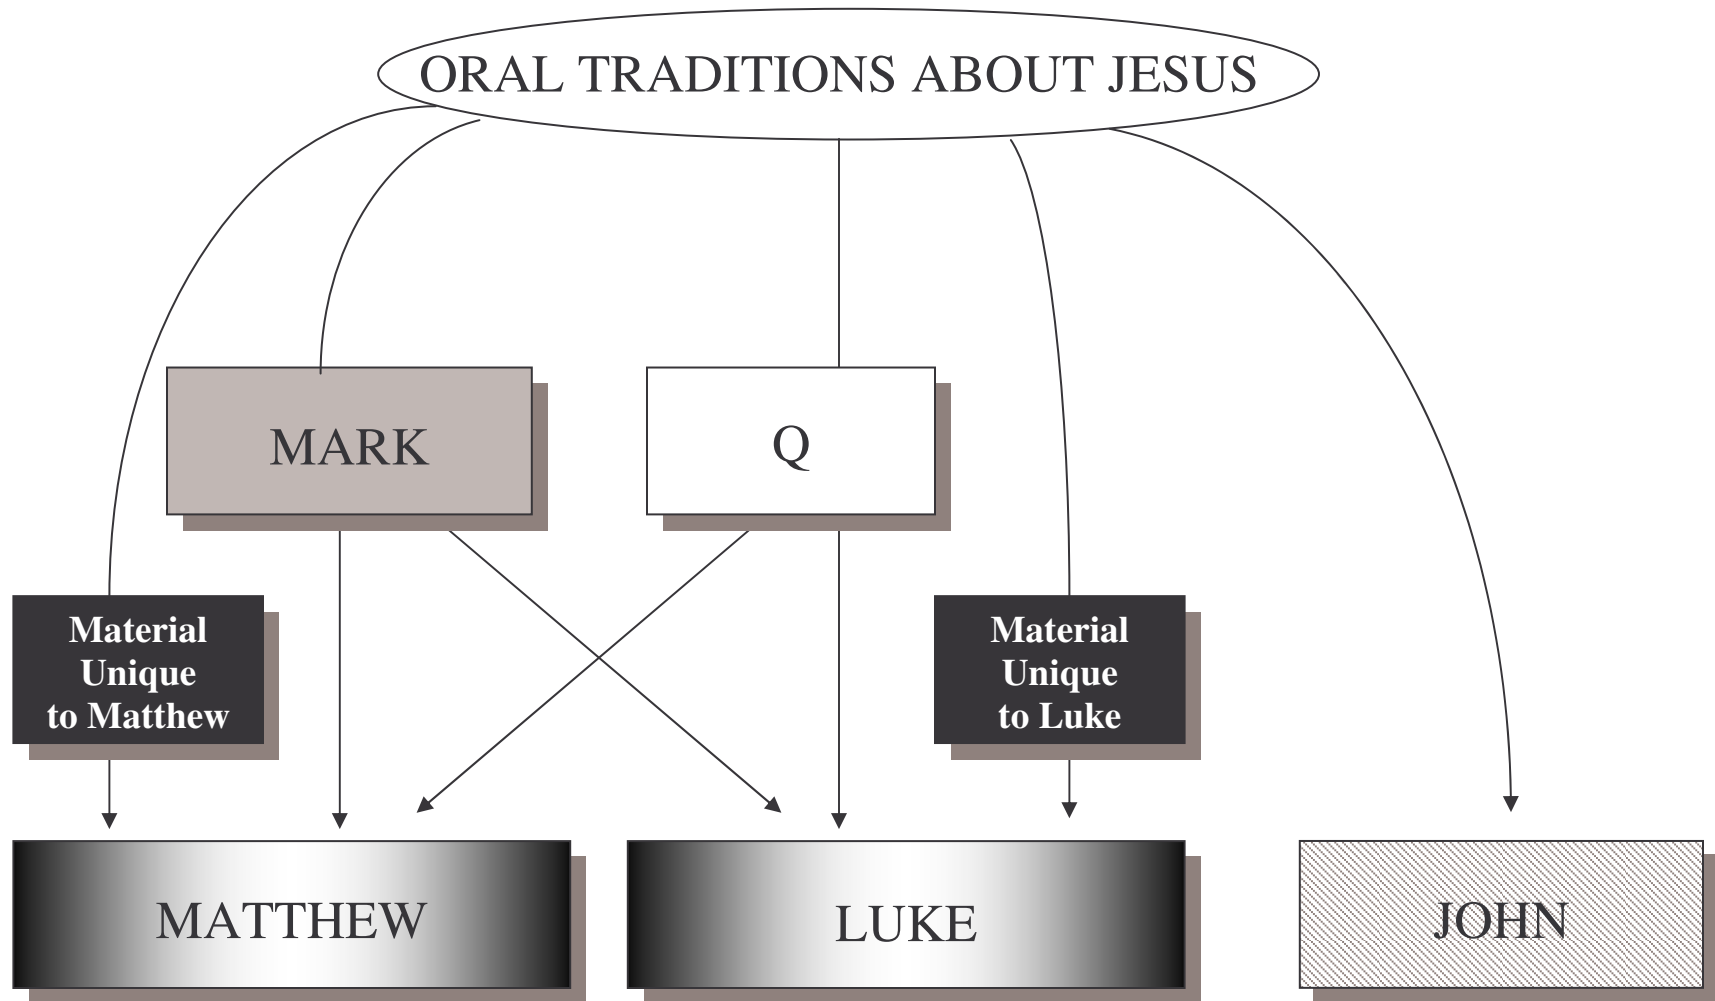 ORAL TRADITIONS ABOUT JESUS
MARK
Q
Material
Unique
to Matthew
Material
Unique
to Luke
MATTHEW
LUKE
JOHN